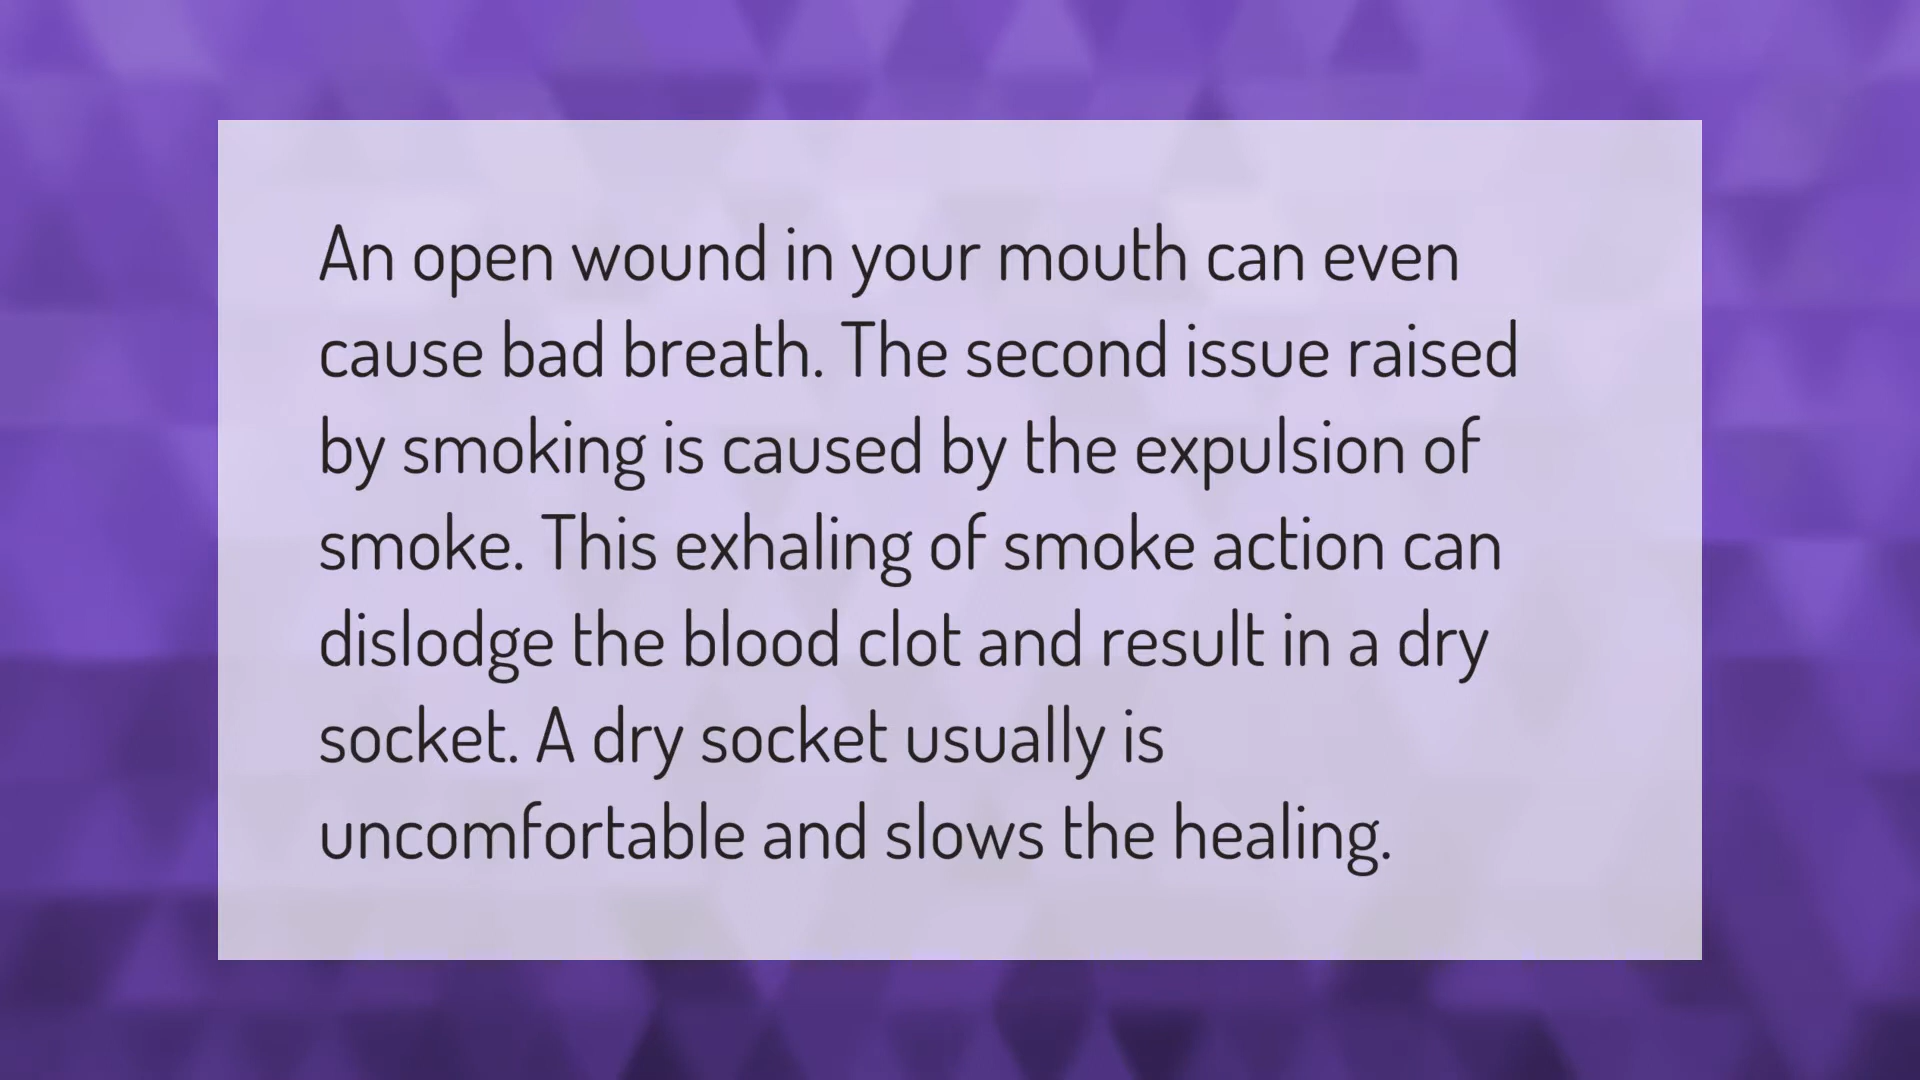 An open wound in your mouth can even
cause bad breath. The second issue raised
by smoking is caused by the expulsion of
smoke. This exhaling of smoke action can
dislodge the blood clot and result in a dry
socket. A dry socket usually is
uncomfortable and slows the healing.